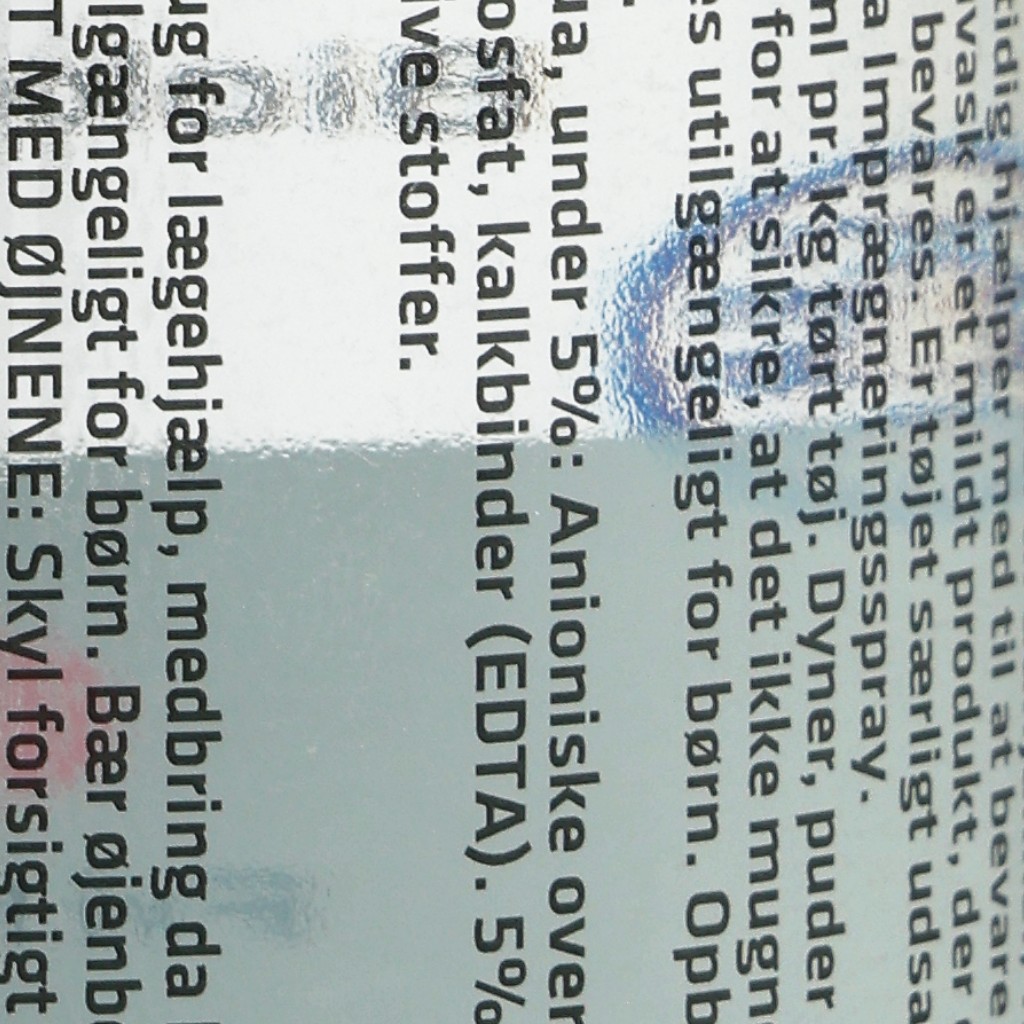 tidig hjælper med til at bevare
vask er et mildt produkt, der
bevares. Er tøjet særligt udsa
a Imprægneringsspray.
ml pr. kg tørt tøj. Dyner, puder
for at sikre, at det ikke mugn
es utilgængeligt for børn. Opb
ua, under 5%: Anioniske over
osfat, kalkbinder (EDTA). 5%
ive stoffer.
ug for lægehjælp, medbring da
lgængeligt for børn. Bær øjenb
T MED ØJNENE: Skyl forsigtigt